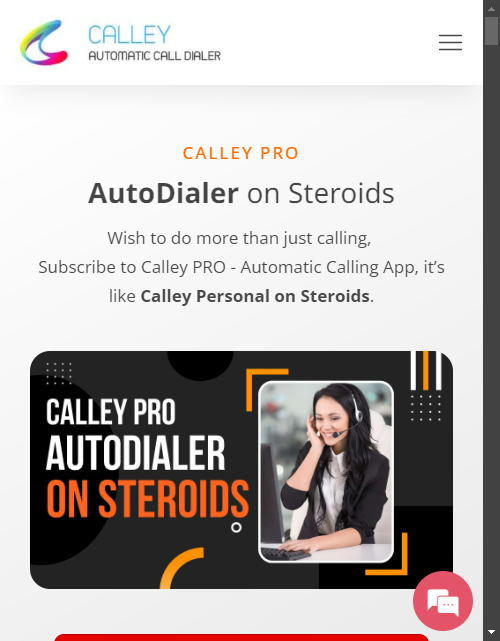 CALLEY
AUTOMATIC CALL DIALER
CALLEY PRO
AutoDialer on Steroids
Wish to do more than just calling,
Subscribe to Calley PRO - Automatic Calling App, it’s
like Calley Personal on Steroids.
CALLEY PRO
AUTODIALER
ON STEROIDS